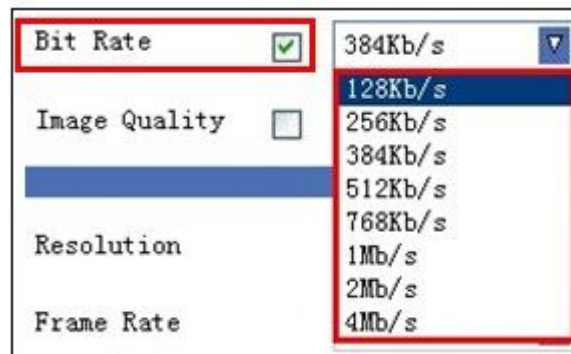 Bit Rate 384Kb/s
128Kb/s
Image Quality 256Kb/s
384Kb/s
512Kb/s
768Kb/s
Resolution 1Mb/s
2Mb/s
Frame Rate 4Mb/s